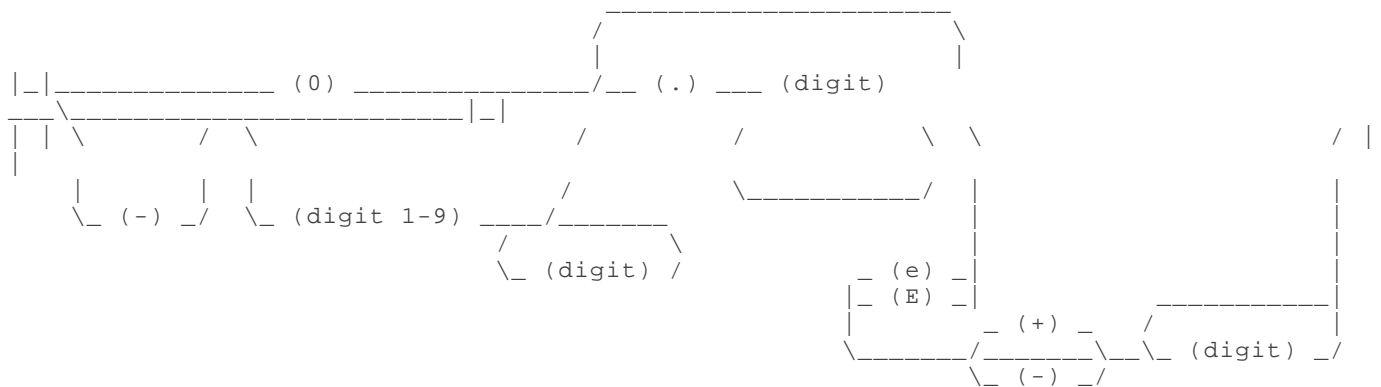 (0) (.) (digit)
(-) (digit 1-9)
(digit) (e)
(E)
(+)
(digit)
(-)